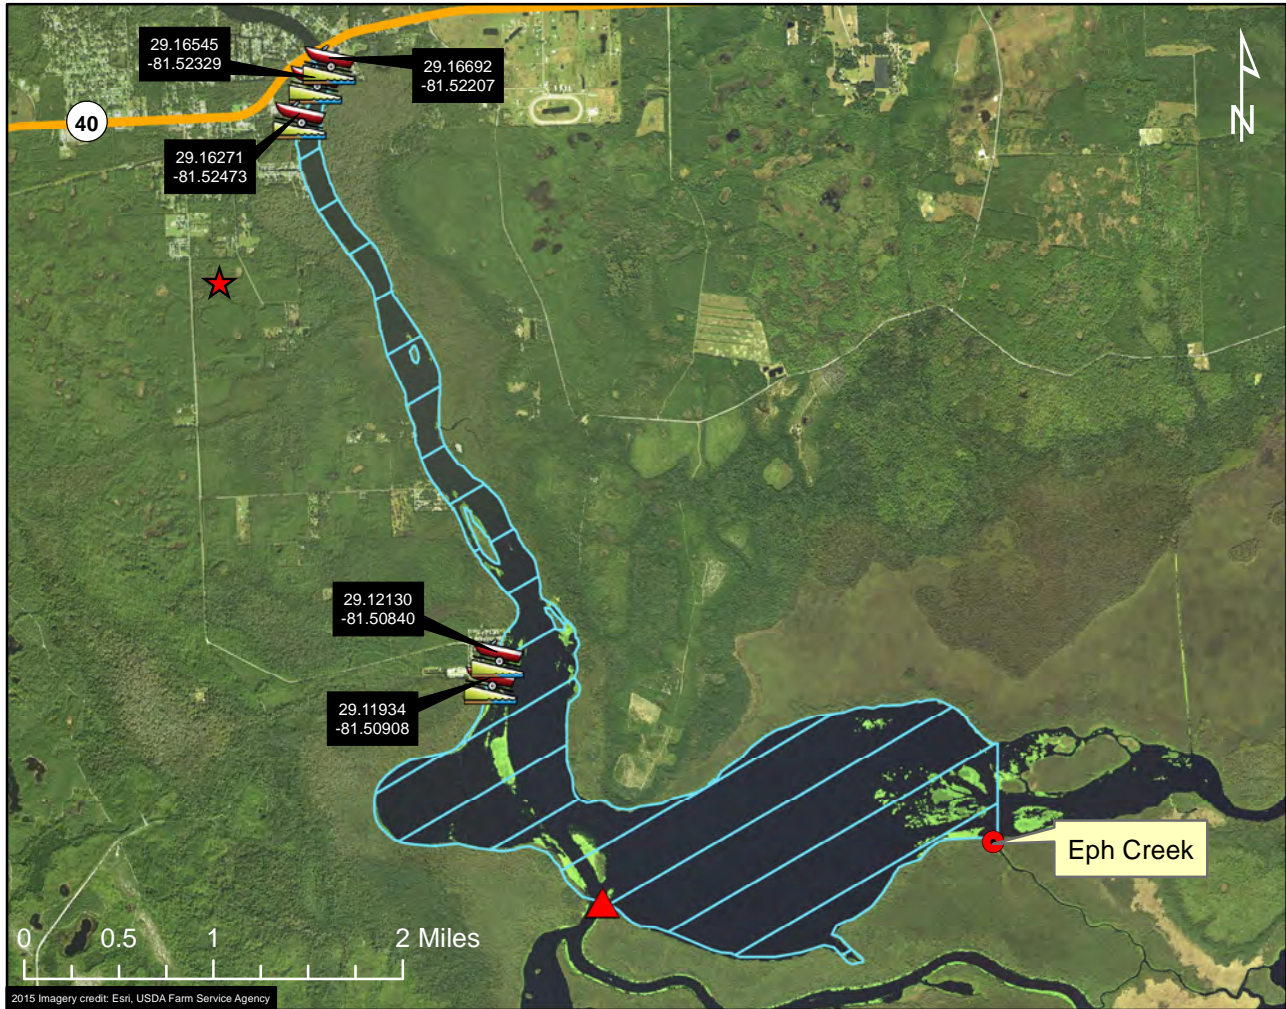 29.16545
-81.52329
29.16692
-81.52207
40
29.16271
-81.52473
N
29.12130
-81.50840
29.11934
-81.50908
Eph Creek
0 0.5 1 2 Miles
2015 Imagery credit: Esri, USDA Farm Service Agency